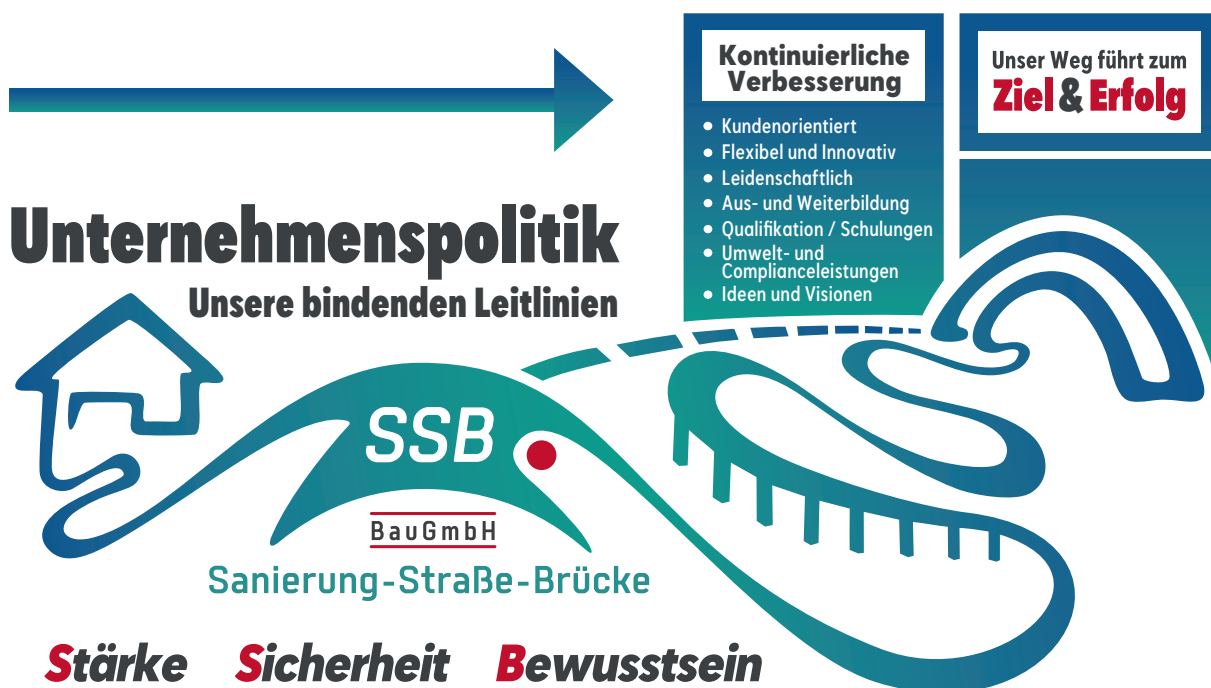 Kontinuierliche
Verbesserung
• Kundenorientiert
• Flexibel und Innovativ
• Leidenschaftlich
• Aus- und Weiterbildung
• Qualifikation / Schulungen
• Umwelt- und
Complianceleistungen
• Ideen und Visionen
Unser Weg führt zum
Ziel & Erfolg
Unternehmenspolitik
Unsere bindenden Leitlinien
SSB
BauGmbH
Sanierung-Straße-Brücke
Stärke Sicherheit Bewusstsein